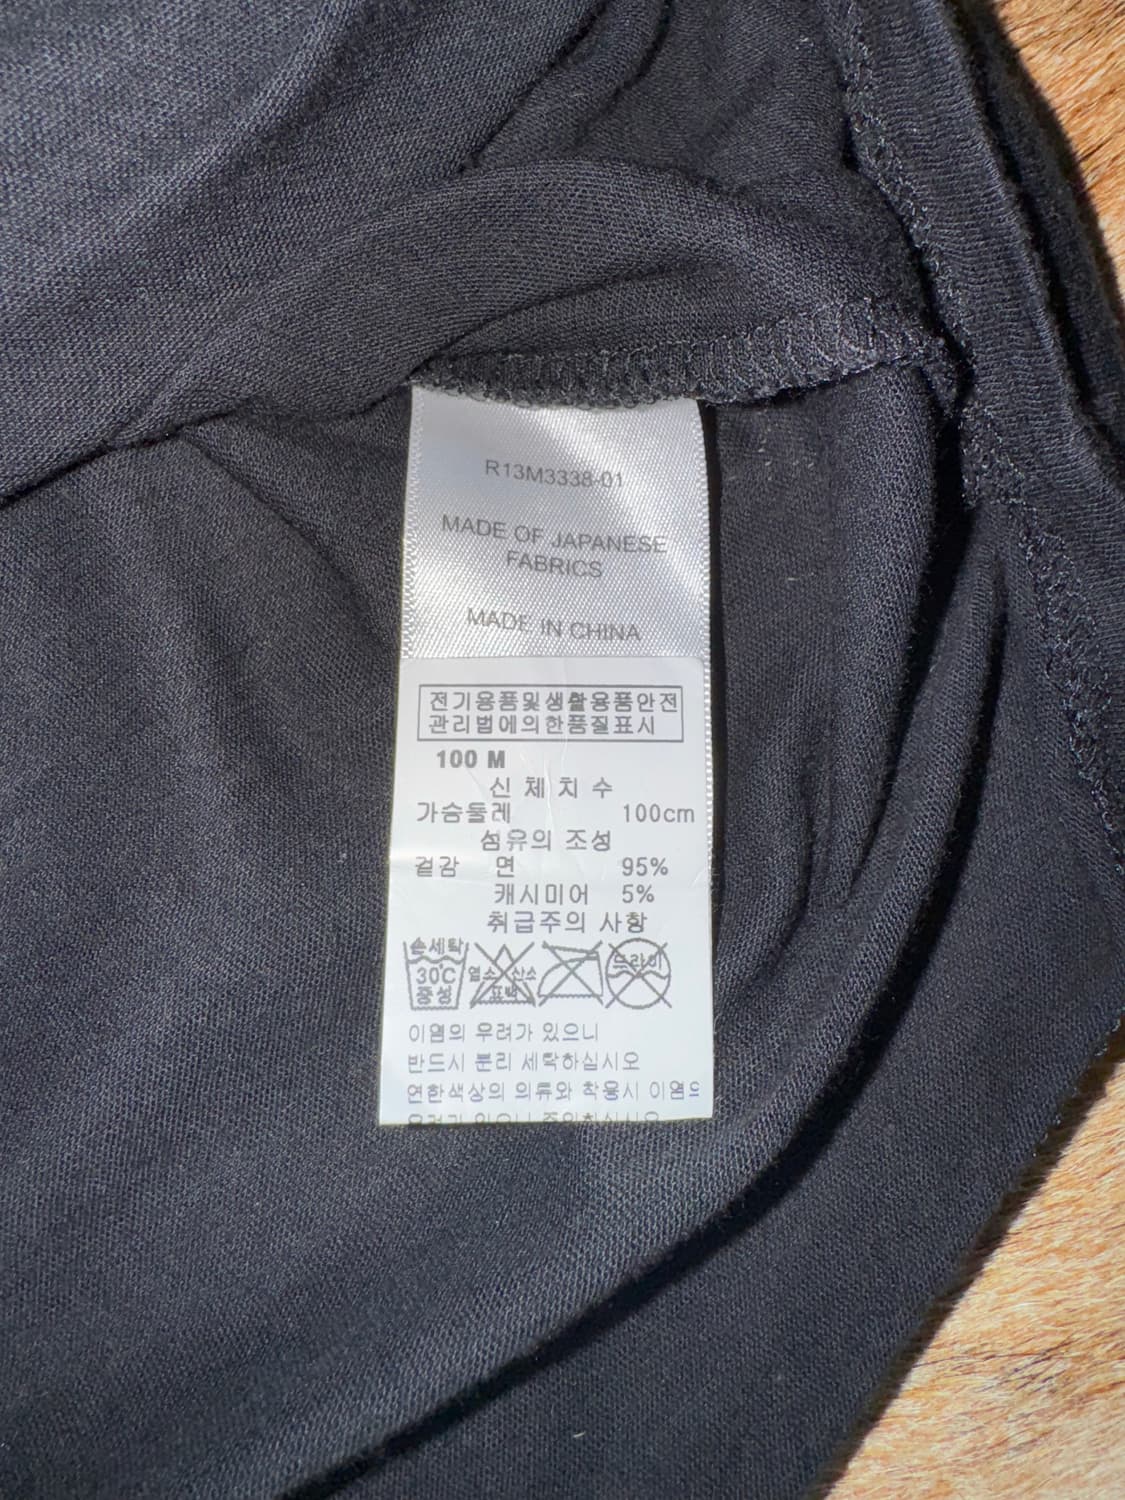 R13M3338-01
MADE OF JAPANESE
FABRICS
MADE IN CHINA
전기용품및생활용품안전
관리법에의한품질표시
100 M
신 체 치 수
가슴둘레 100cm
섬유의 조성
겉감 면 95%
캐시미어 5%
취급주의 사항
손세탁
30℃
중성
염소 산소
표백
드라이
이염의 우려가 있으니
반드시 분리 세탁하십시오
연한색상의 의류와 착용시 이염으